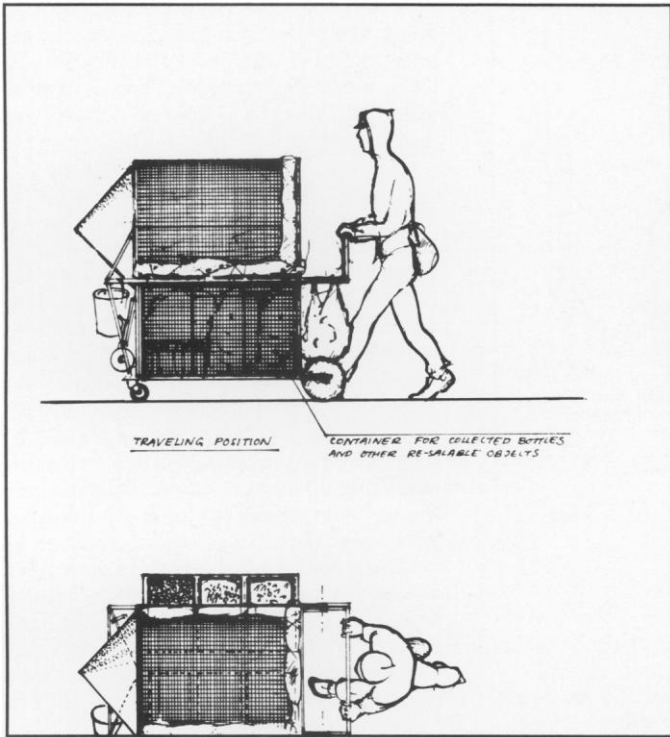 TRAVELING POSITION
CONTAINER FOR COLLECTED BOTTLES
AND OTHER RE-SALABLE OBJECTS